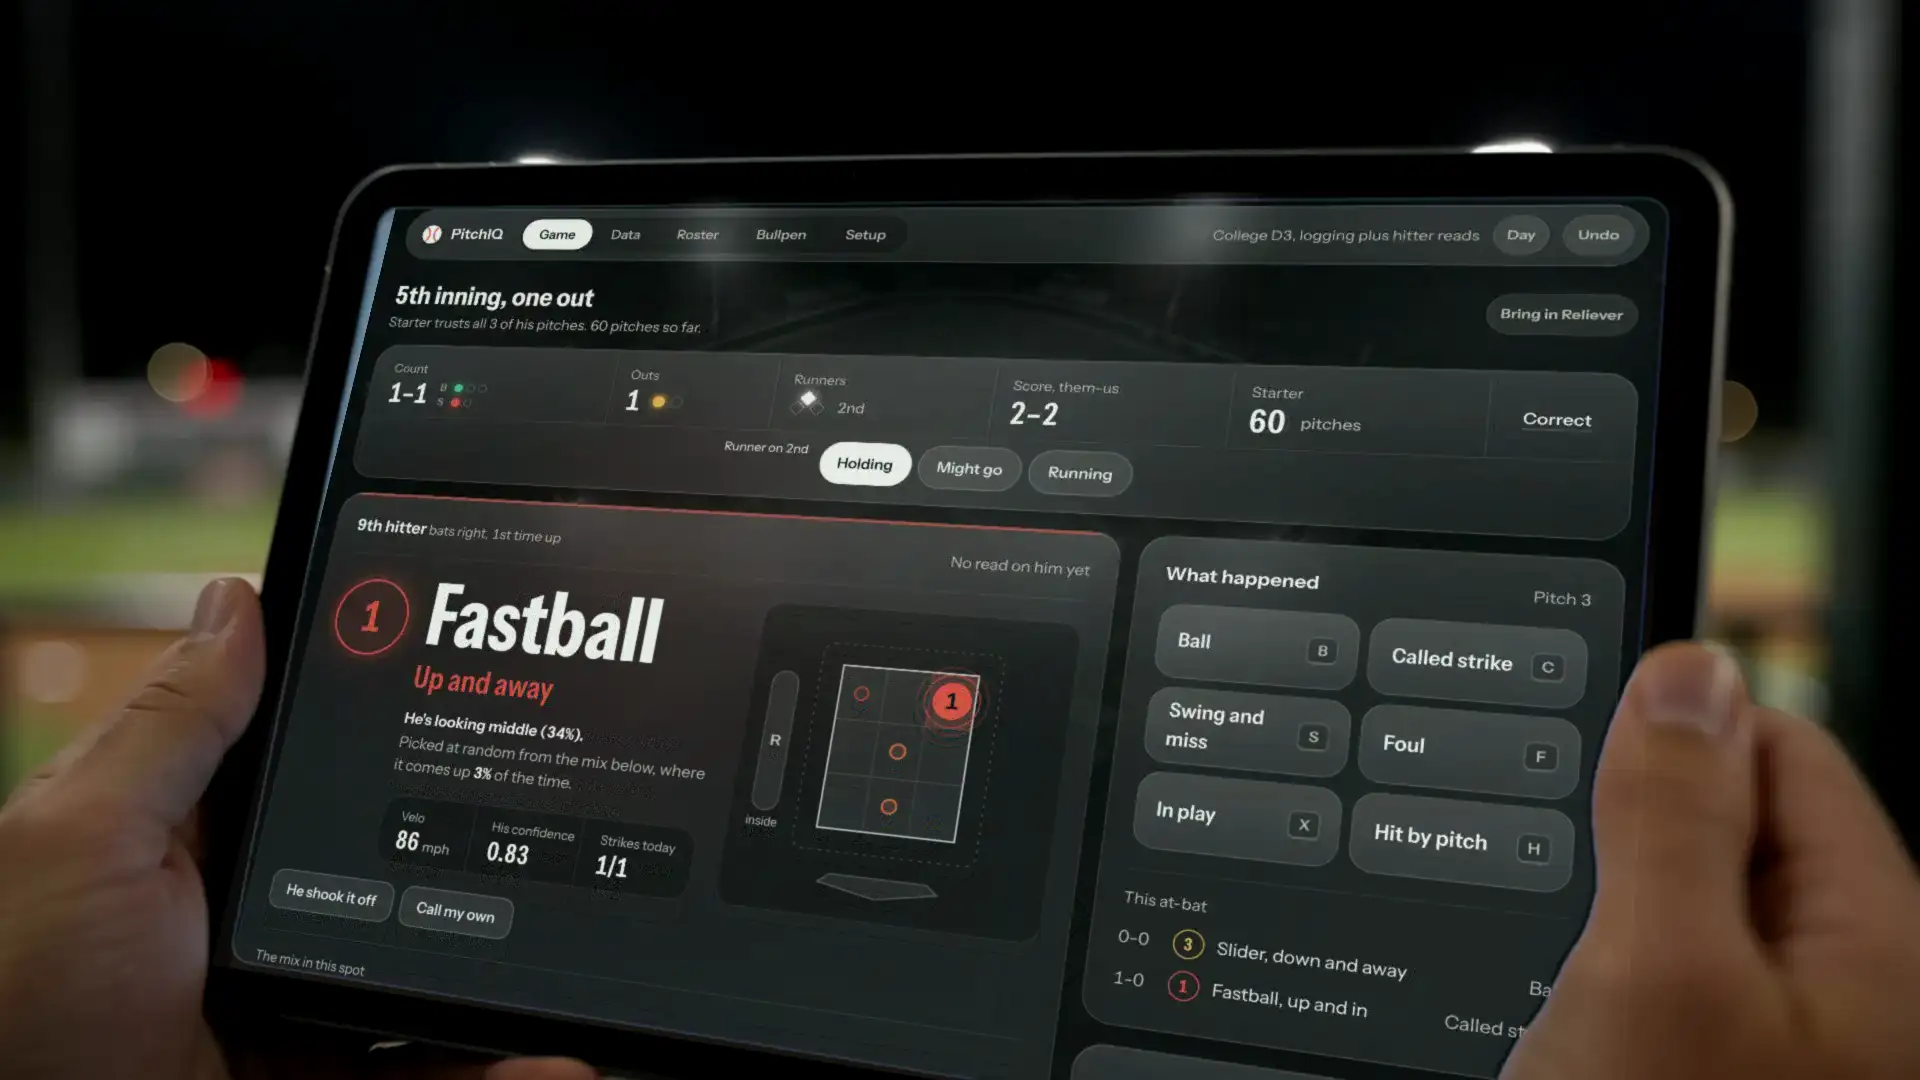 PitchIQ
Game
Data
Roster
Bullpen
Setup
College D3, logging plus hitter reads
Day
Undo
5th inning, one out
Starter trusts all 3 of his pitches. 60 pitches so far.
Bring in Reliever
Count
1-1
B
S
Outs
1
Runners
2nd
Score, them-us
2-2
Starter
60 pitches
Correct
Runner on 2nd
Holding
Might go
Running
9th hitter bats right, 1st time up
No read on him yet
1
Fastball
Up and away
He's looking middle (34%).
Picked at random from the mix below, where
it comes up 3% of the time.
Velo
86 mph
His confidence
0.83
Strikes today
1/1
He shook it off
Call my own
The mix in this spot
R
inside
1
What happened
Pitch 3
Ball B
Called strike C
Swing and
miss S
Foul F
In play X
Hit by pitch H
This at-bat
0-0 3 Slider, down and away
Ba
1-0 1 Fastball, up and in
Called st